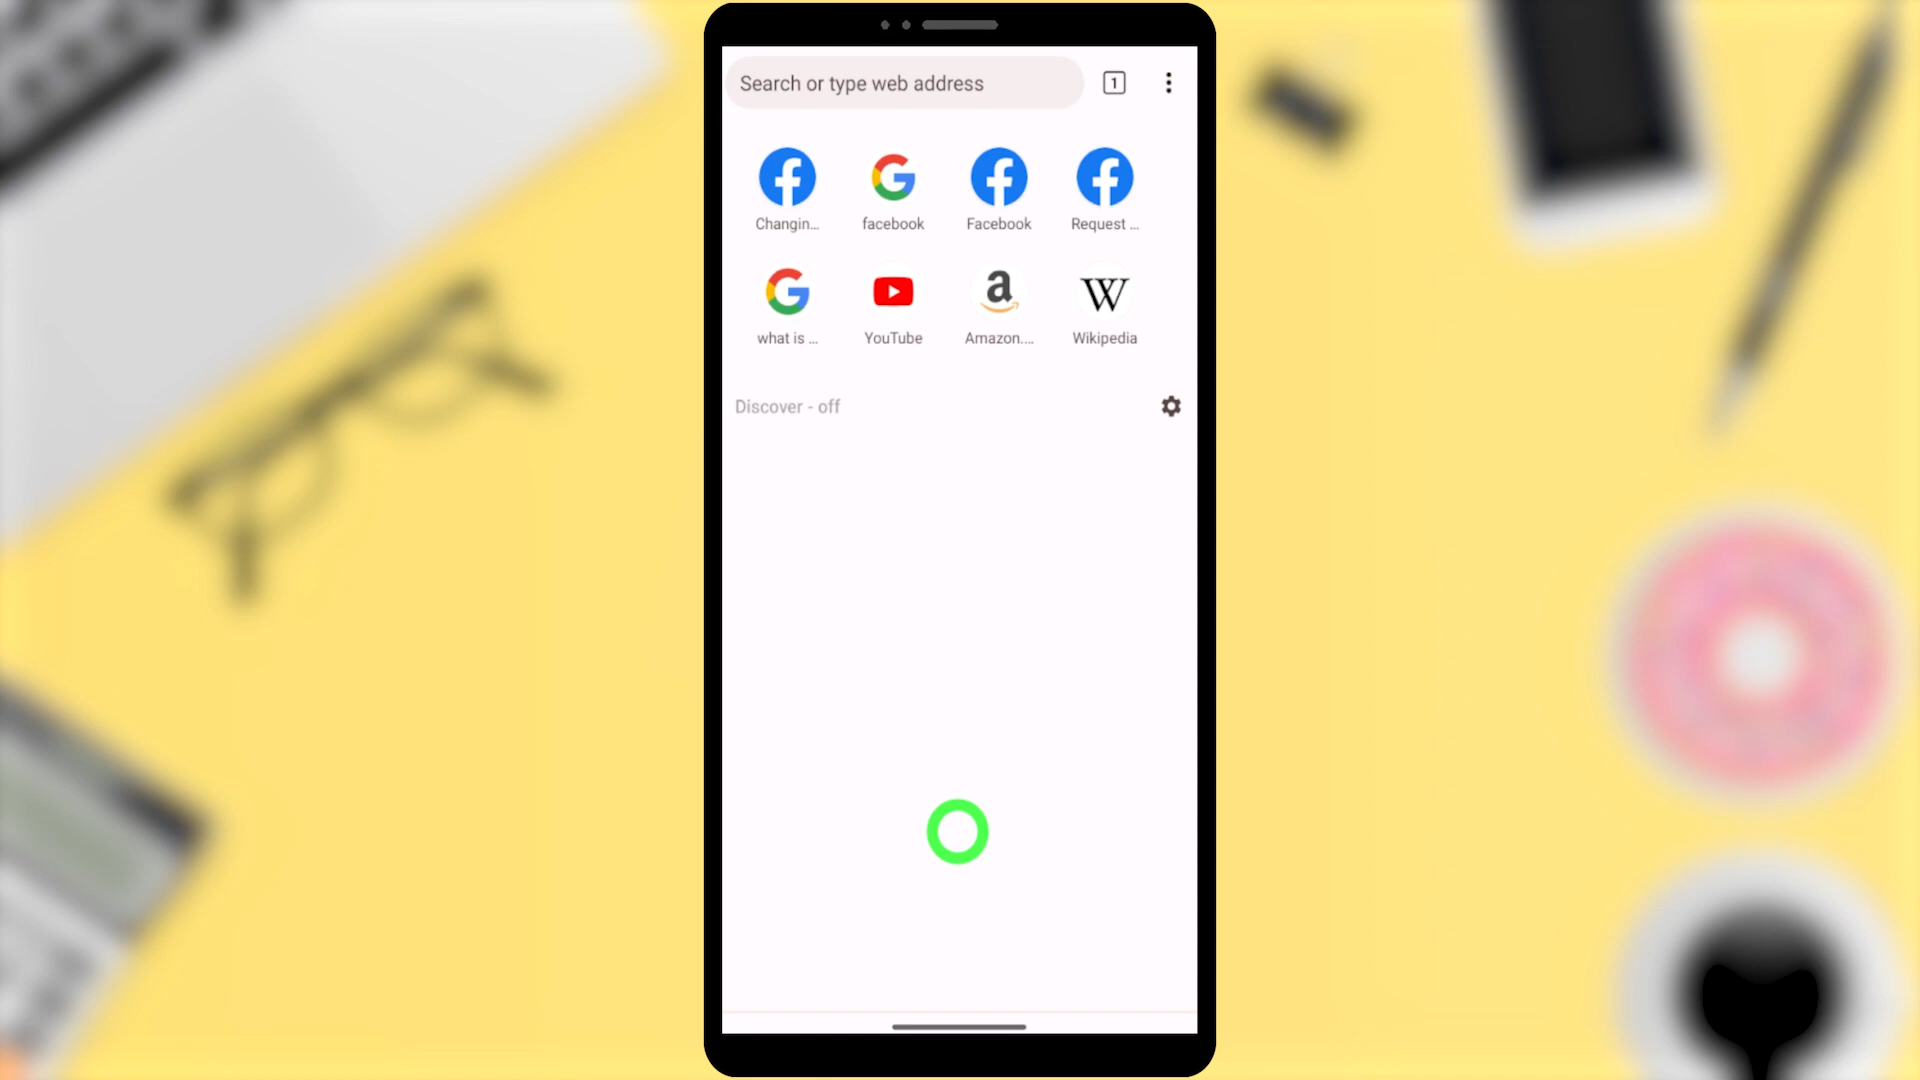 Search or type web address
1
Changin...
facebook
Facebook
Request ...
what is ...
YouTube
Amazon....
Wikipedia
Discover - off